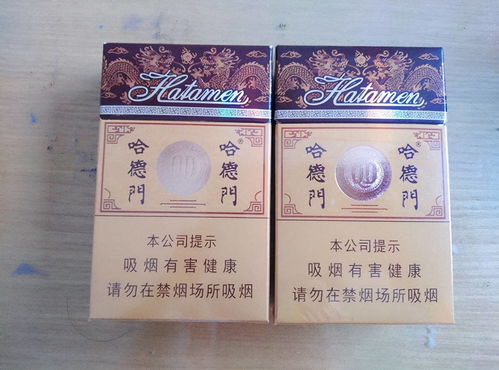 Hatamen
哈德門
哈德門®
本公司提示
吸烟有害健康
请勿在禁烟场所吸烟
Hatamen
哈德門
哈德門®
本公司提示
吸烟有害健康
请勿在禁烟场所吸烟